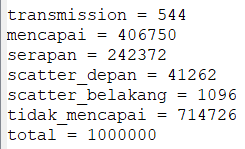 transmission = 544
mencapai = 406750
serapan = 242372
scatter_depan = 41262
scatter_belakang = 1096
tidak_mencapai = 714726
total = 1000000